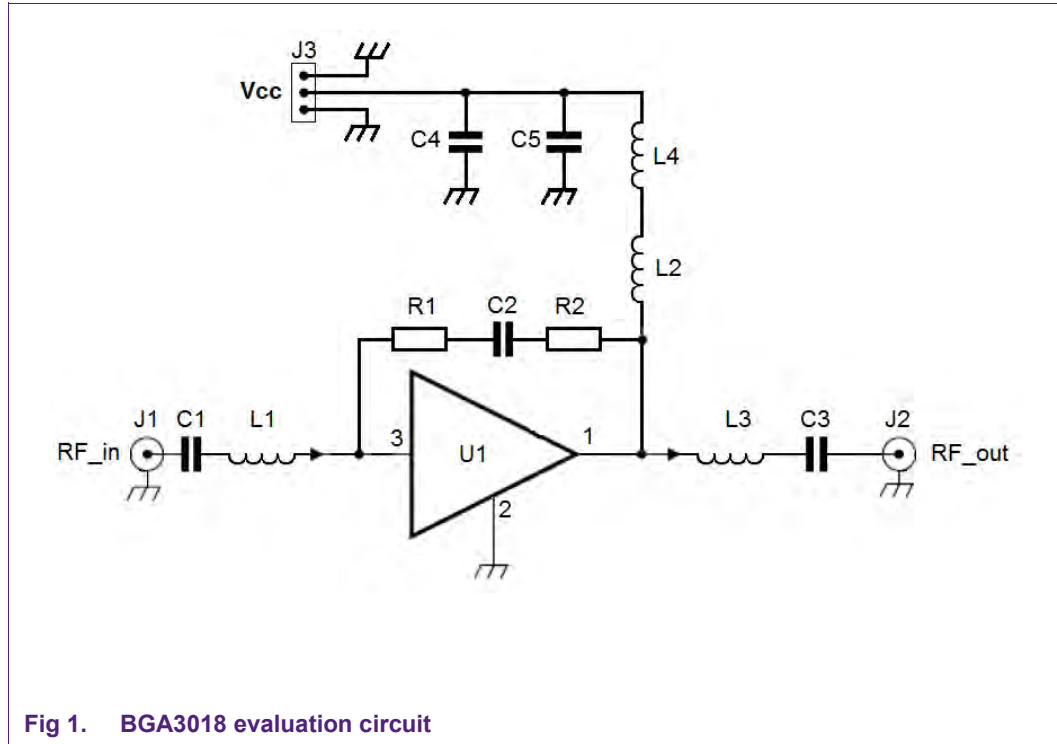 J3
Vcc
C4
C5
L4
L2
R1
C2
R2
J1
C1
L1
L3
C3
J2
RF_in
3
U1
1
RF_out
2
Fig 1. BGA3018 evaluation circuit